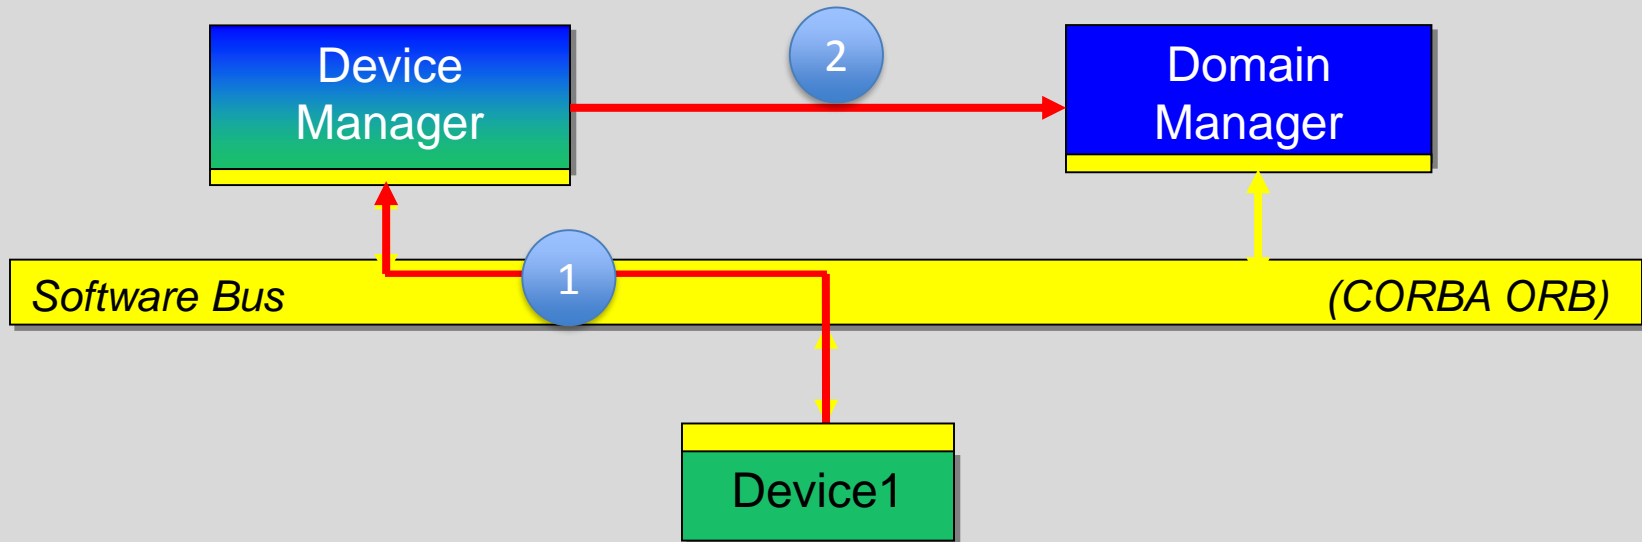 Device
Manager
2
Domain
Manager
1
Software Bus
(CORBA ORB)
Device1